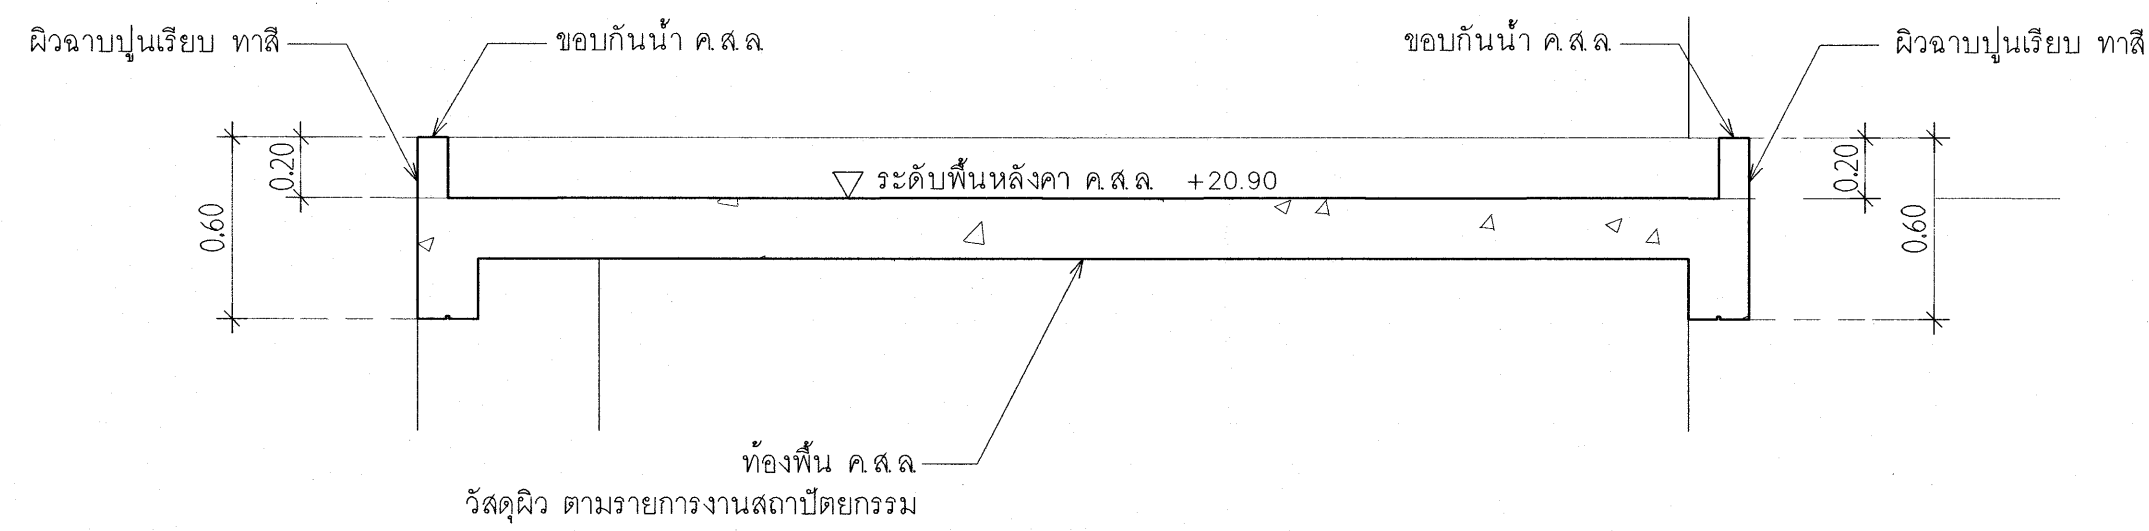 ผิวฉาบปูนเรียบ ทาสี
ขอบกันน้ำ ค.ส.ล.
ขอบกันน้ำ ค.ส.ล.
ผิวฉาบปูนเรียบ ทาสี
0.20
0.60
ระดับพื้นหลังคา ค.ส.ล. +20.90
0.20
0.60
ท้องพื้น ค.ส.ล.
วัสดุผิว ตามรายการงานสถาปัตยกรรม